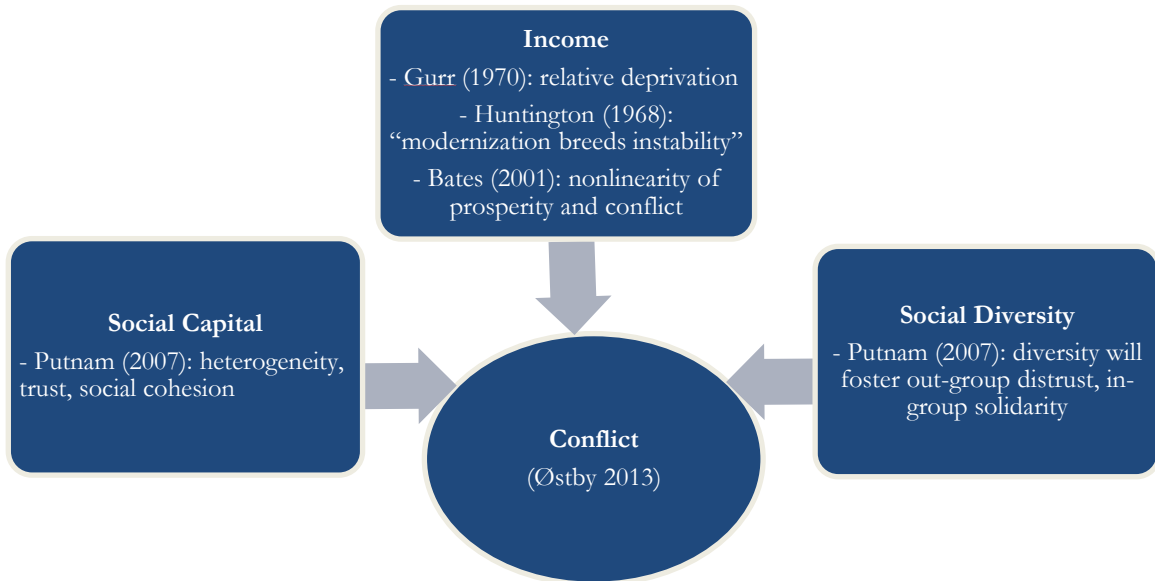 Income
- Gurr (1970): relative deprivation
- Huntington (1968):
“modernization breeds instability”
- Bates (2001): nonlinearity of
prosperity and conflict
Social Capital
- Putnam (2007): heterogeneity,
trust, social cohesion
Social Diversity
- Putnam (2007): diversity will
foster out-group distrust, in-
group solidarity
Conflict
(Østby 2013)